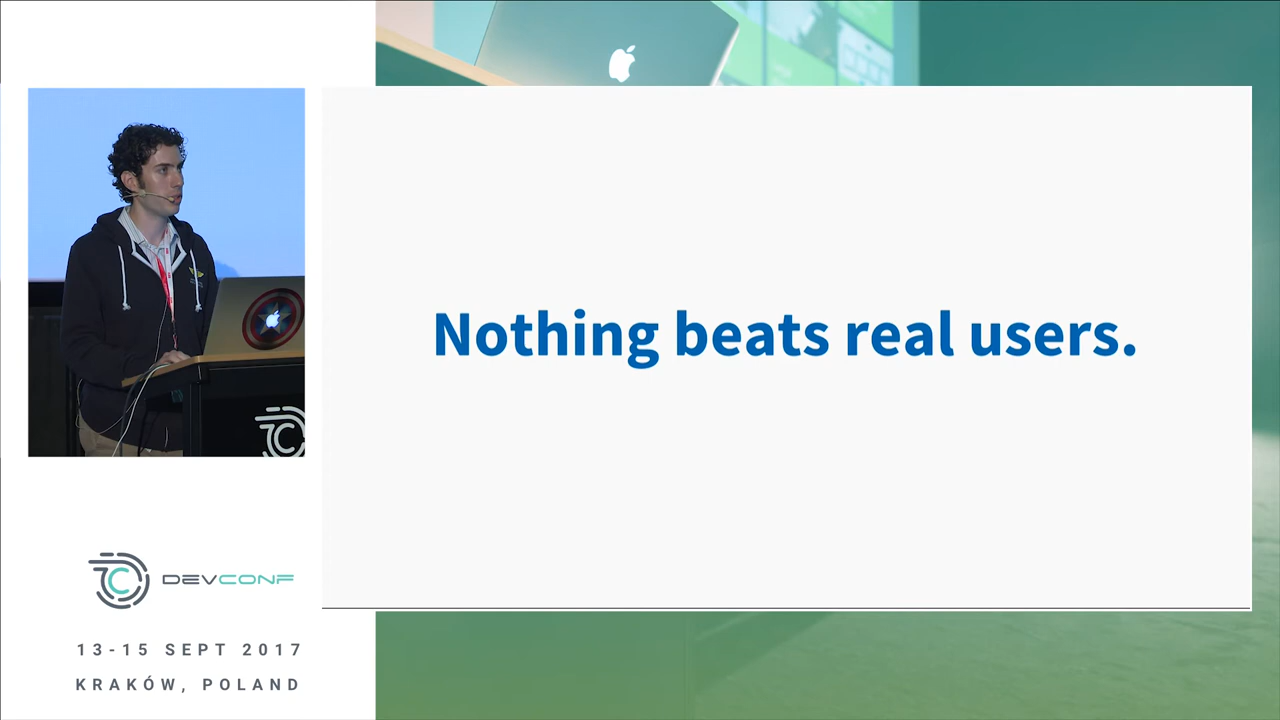 Nothing beats real users.
DEVCONF
13-15 SEPT 2017
KRAKÓW, POLAND